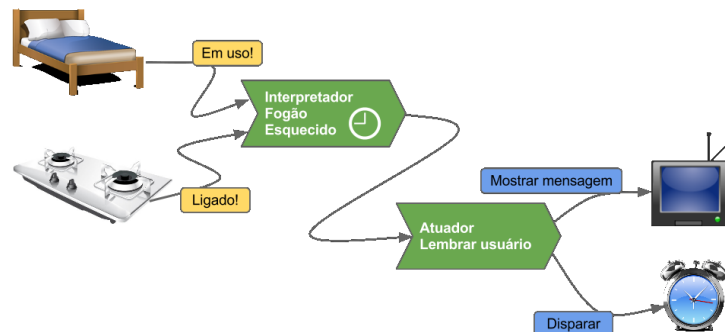 Em uso!
Interpretador
Fogão
Esquecido
Ligado!
Mostrar mensagem
Atuador
Lembrar usuário
Disparar